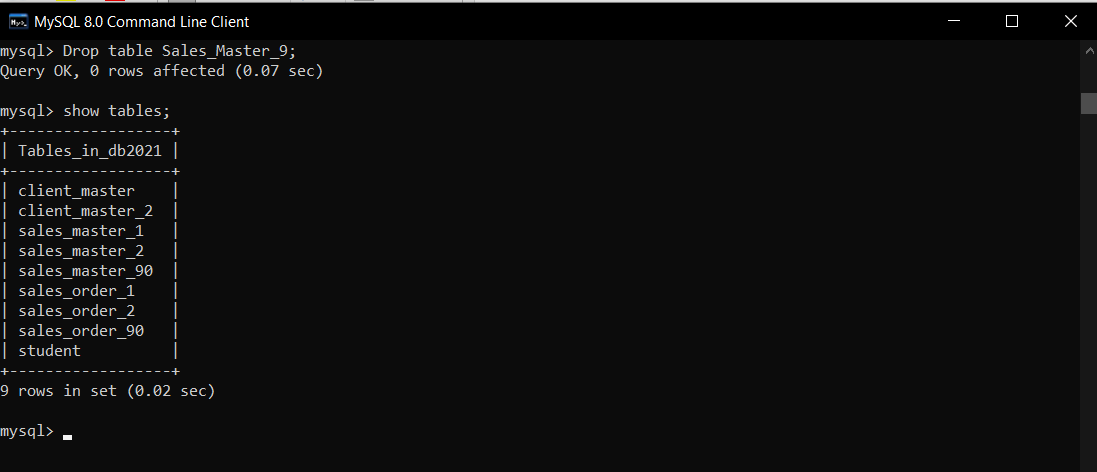 MySQL 8.0 Command Line Client
mysql> Drop table Sales_Master_9;
Query OK, 0 rows affected (0.07 sec)
mysql> show tables;
+------------------+
| Tables_in_db2021 |
+------------------+
| client_master    |
| client_master_2  |
| sales_master_1   |
| sales_master_2   |
| sales_master_90  |
| sales_order_1    |
| sales_order_2    |
| sales_order_90   |
| student          |
+------------------+
9 rows in set (0.02 sec)
mysql>